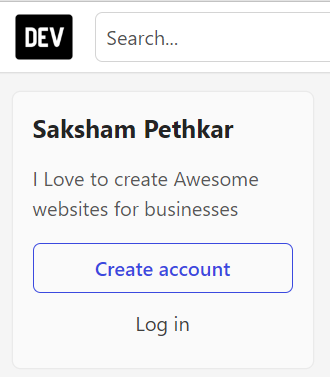 DEV
Search...
Saksham Pethkar
I Love to create Awesome
websites for businesses
Create account
Log in